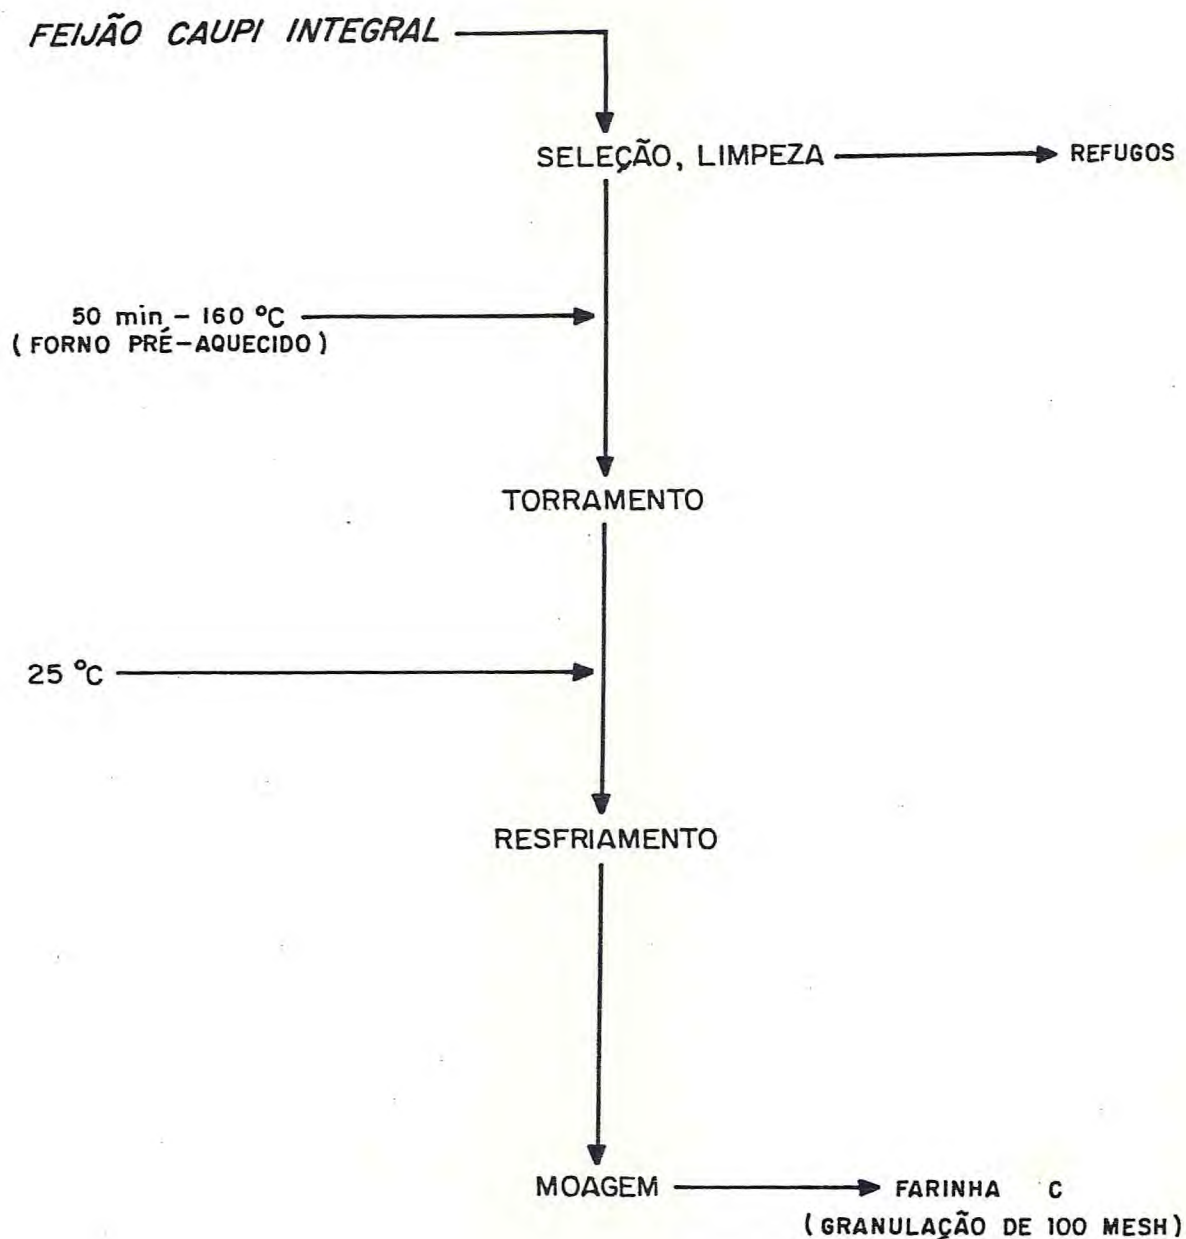 FEIJÃO CAUPI INTEGRAL
SELEÇÃO, LIMPEZA
REFUGOS
50 min - 160 °C
( FORNO PRÉ-AQUECIDO )
TORRAMENTO
25 °C
RESFRIAMENTO
MOAGEM
FARINHA C
( GRANULAÇÃO DE 100 MESH )